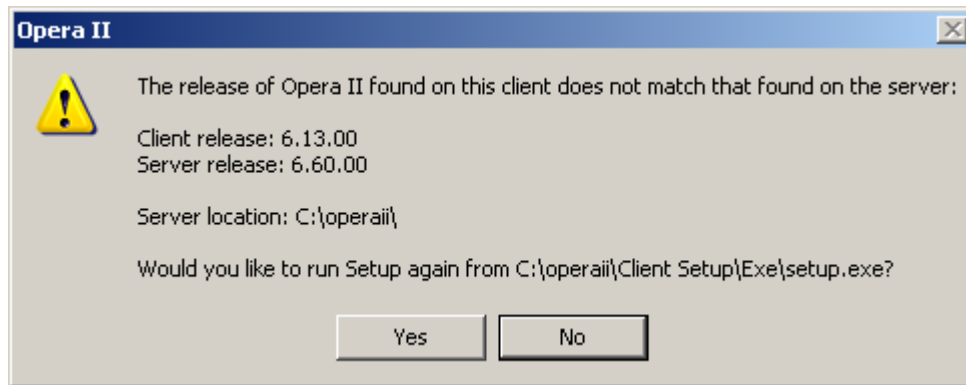 Opera II
The release of Opera II found on this client does not match that found on the server:
Client release: 6.13.00
Server release: 6.60.00
Server location: C:\operaii\
Would you like to run Setup again from C:\operaii\Client Setup\Exe\setup.exe?
Yes
No